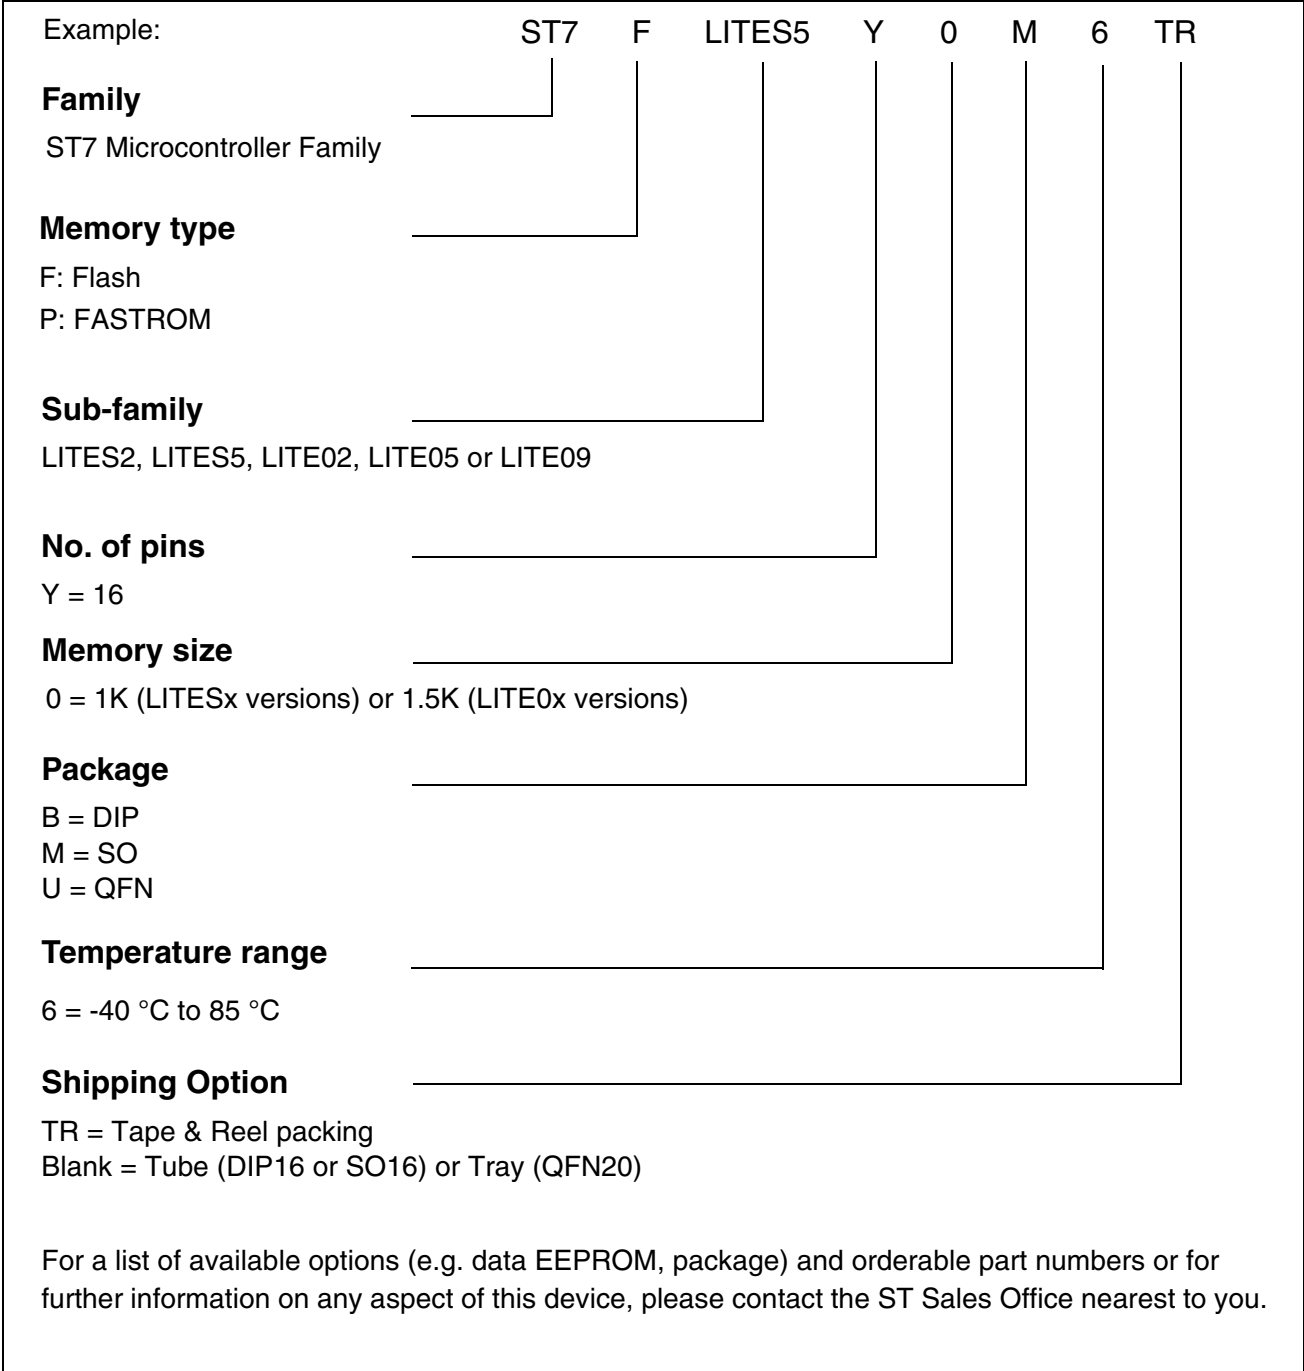 Example: ST7 F LITES5 Y 0 M 6 TR
Family
ST7 Microcontroller Family
Memory type
F: Flash
P: FASTROM
Sub-family
LITES2, LITES5, LITE02, LITE05 or LITE09
No. of pins
Y = 16
Memory size
0 = 1K (LITESx versions) or 1.5K (LITE0x versions)
Package
B = DIP
M = SO
U = QFN
Temperature range
6 = -40 °C to 85 °C
Shipping Option
TR = Tape & Reel packing
Blank = Tube (DIP16 or SO16) or Tray (QFN20)
For a list of available options (e.g. data EEPROM, package) and orderable part numbers or for
further information on any aspect of this device, please contact the ST Sales Office nearest to you.